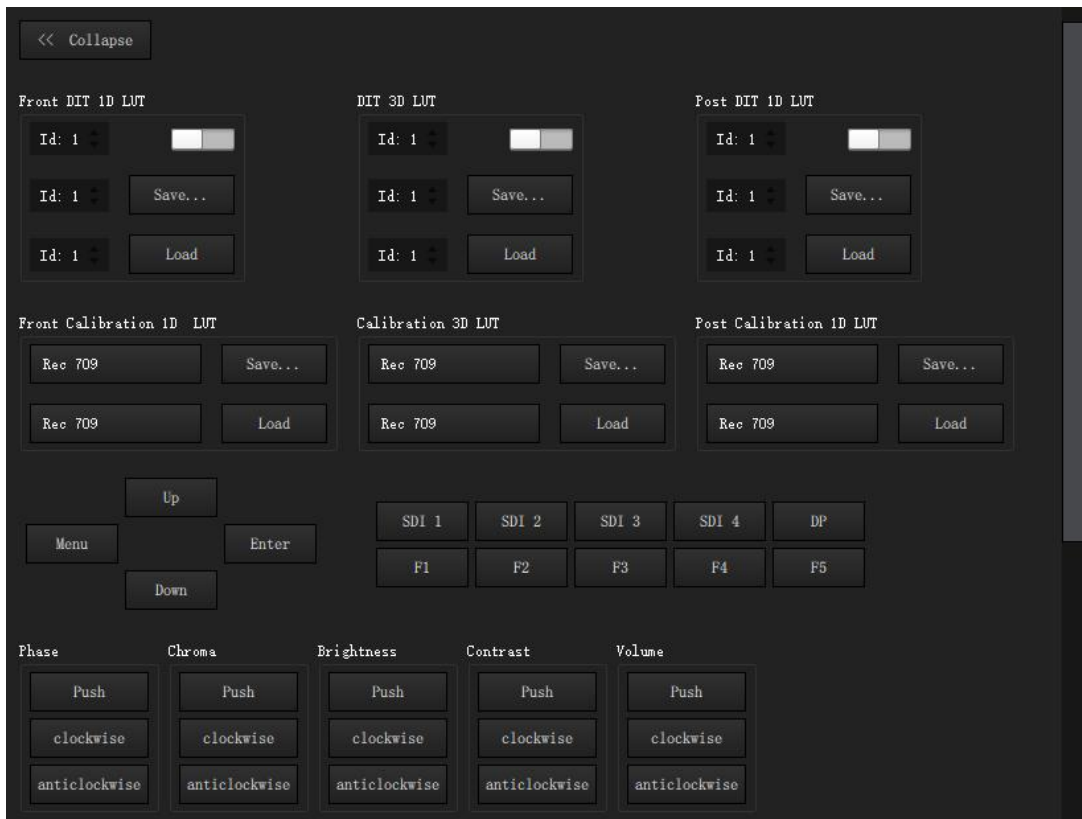 << Collapse
Front DIT 1D LUT
DIT 3D LUT
Post DIT 1D LUT
Id: 1
Id: 1
Id: 1
Id: 1
Save...
Id: 1
Save...
Id: 1
Save...
Id: 1
Load
Id: 1
Load
Id: 1
Load
Front Calibration 1D  LUT
Calibration 3D LUT
Post Calibration 1D LUT
Rec 709
Save...
Rec 709
Save...
Rec 709
Save...
Rec 709
Load
Rec 709
Load
Rec 709
Load
Up
Menu
Enter
Down
SDI 1
SDI 2
SDI 3
SDI 4
DP
F1
F2
F3
F4
F5
Phase
Chroma
Brightness
Contrast
Volume
Push
Push
Push
Push
Push
clockwise
clockwise
clockwise
clockwise
clockwise
anticlockwise
anticlockwise
anticlockwise
anticlockwise
anticlockwise